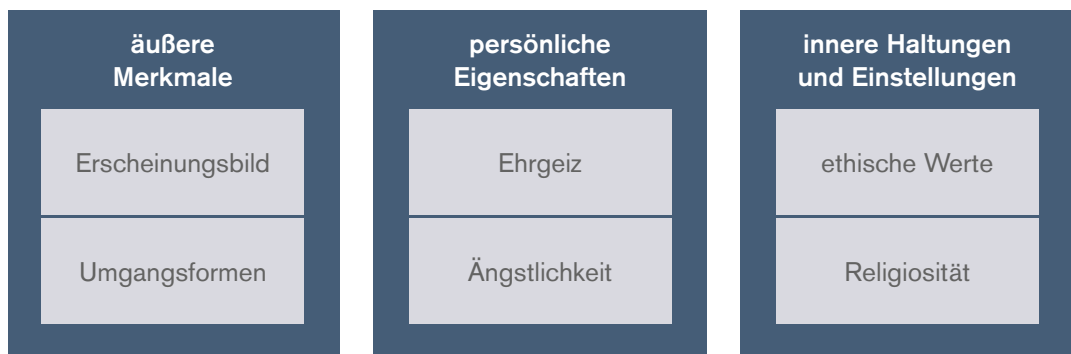 äußere
Merkmale
Erscheinungsbild
Umgangsformen
persönliche
Eigenschaften
Ehrgeiz
Ängstlichkeit
innere Haltungen
und Einstellungen
ethische Werte
Religiosität